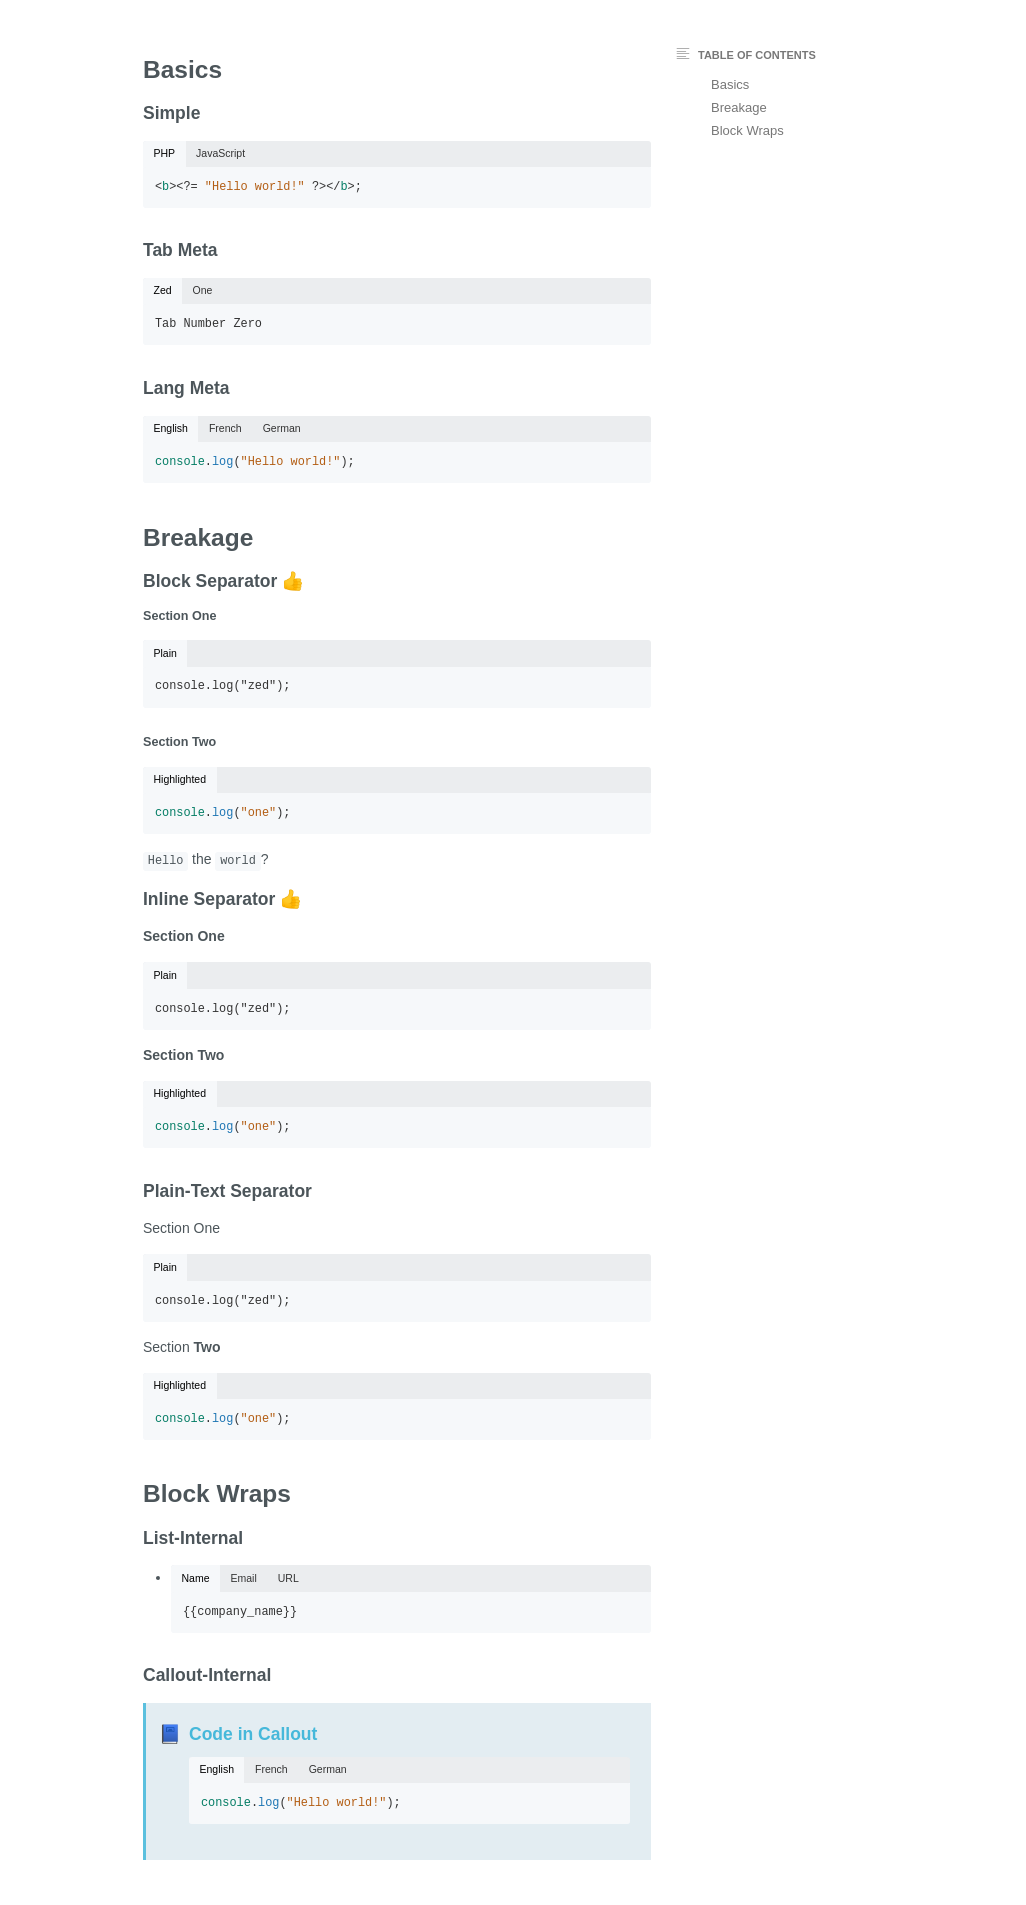 Basics
Simple
PHP JavaScript
<b><?= "Hello world!" ?></b>;
Tab Meta
Zed One
Tab Number Zero
Lang Meta
English French German
console.log("Hello world!");
Breakage
Block Separator 👍
Section One
Plain
console.log("zed");
Section Two
Highlighted
console.log("one");
Hello the world?
Inline Separator 👍
Section One
Plain
console.log("zed");
Section Two
Highlighted
console.log("one");
Plain-Text Separator
Section One
Plain
console.log("zed");
Section Two
Highlighted
console.log("one");
Block Wraps
List-Internal
• Name Email URL
{{company_name}}
Callout-Internal
📘 Code in Callout
English French German
console.log("Hello world!");
TABLE OF CONTENTS
Basics
Breakage
Block Wraps